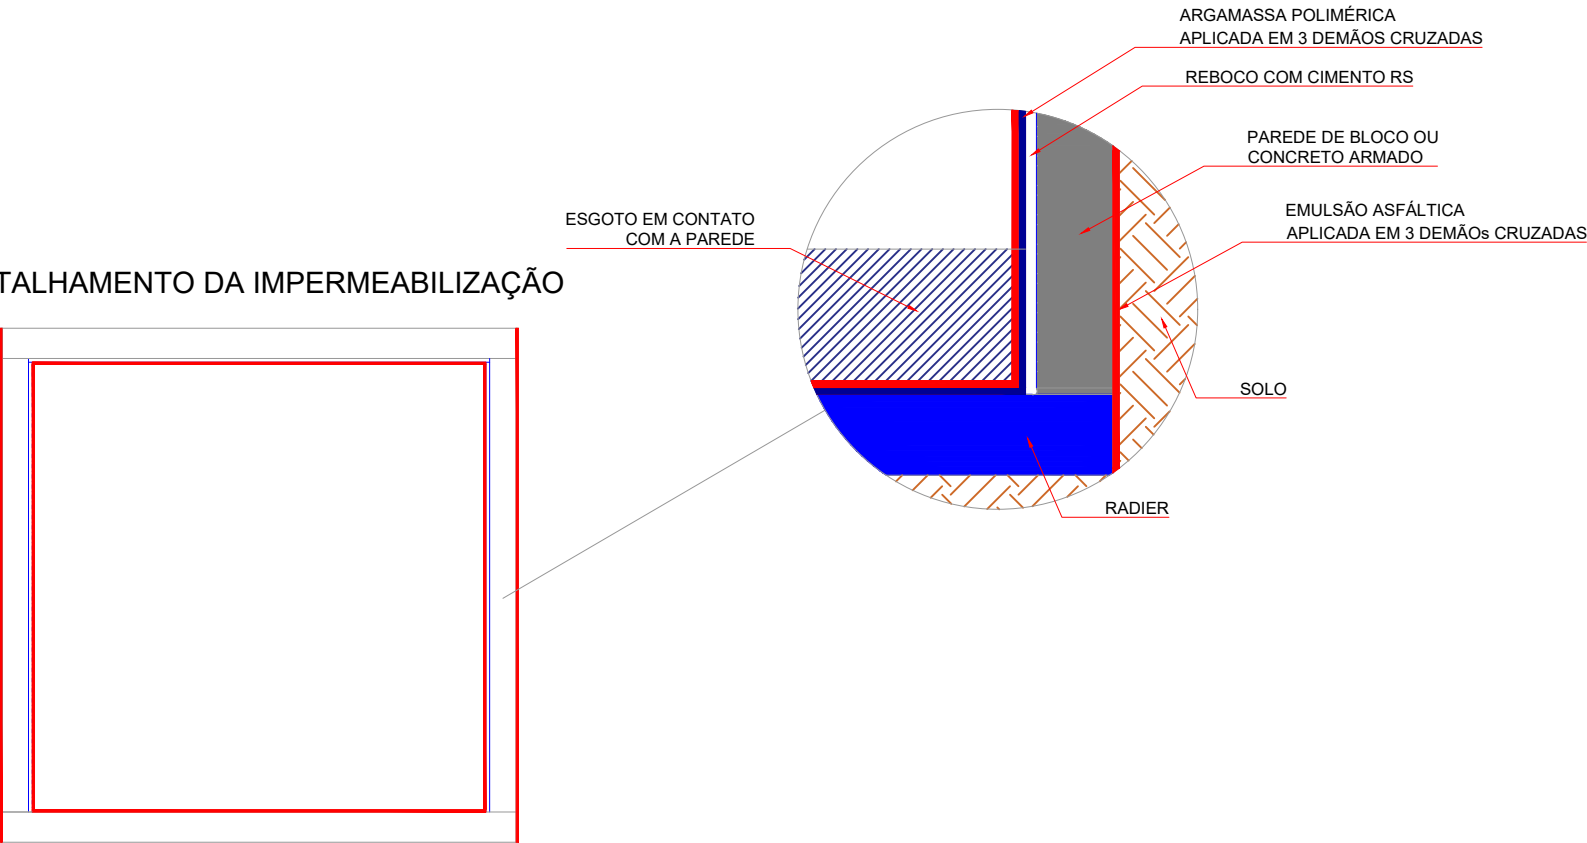 ARGAMASSA POLIMÉRICA
APLICADA EM 3 DEMÃOS CRUZADAS
REBOCO COM CIMENTO RS
PAREDE DE BLOCO OU
CONCRETO ARMADO
ESGOTO EM CONTATO
COM A PAREDE
EMULSÃO ASFÁLTICA
APLICADA EM 3 DEMÃOs CRUZADAS
TALHAMENTO DA IMPERMEABILIZAÇÃO
SOLO
RADIER